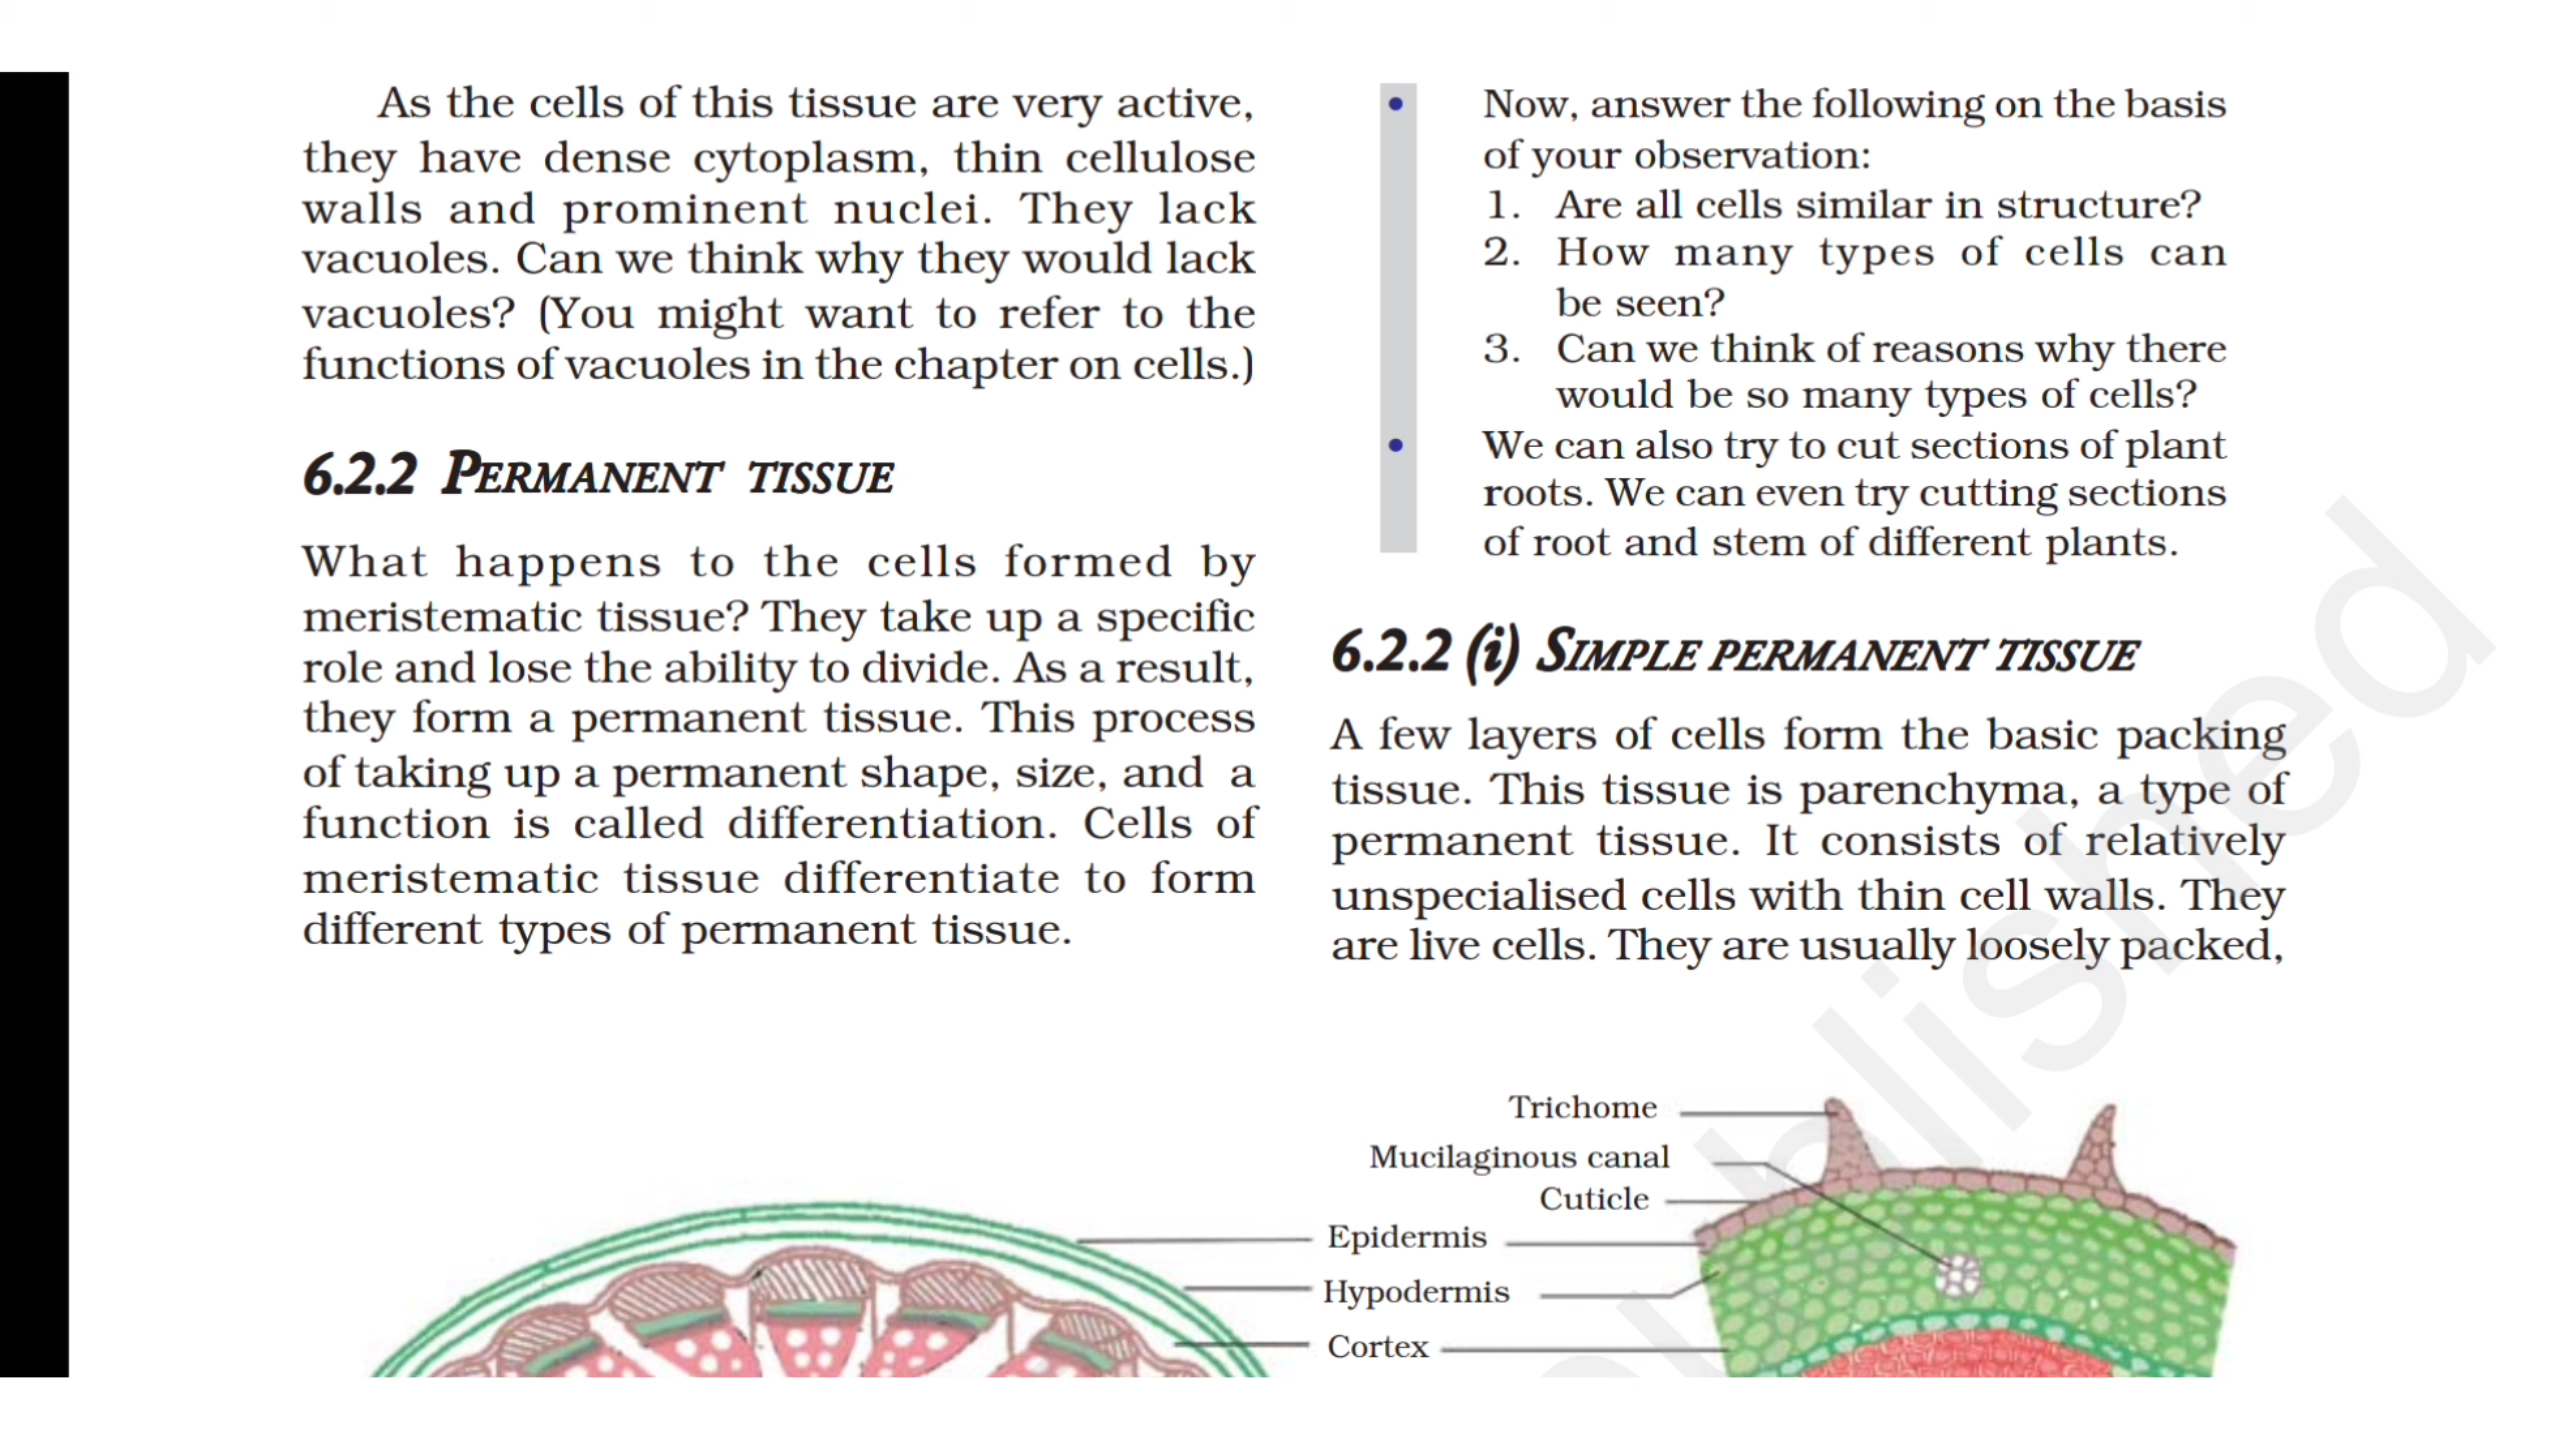 As the cells of this tissue are very active,
they have dense cytoplasm, thin cellulose
walls and prominent nuclei. They lack
vacuoles. Can we think why they would lack
vacuoles? (You might want to refer to the
functions of vacuoles in the chapter on cells.)
6.2.2 PERMANENT TISSUE
What happens to the cells formed by
meristematic tissue? They take up a specific
role and lose the ability to divide. As a result,
they form a permanent tissue. This process
of taking up a permanent shape, size, and a
function is called differentiation. Cells of
meristematic tissue differentiate to form
different types of permanent tissue.
• Now, answer the following on the basis
of your observation:
1. Are all cells similar in structure?
2. How many types of cells can
be seen?
3. Can we think of reasons why there
would be so many types of cells?
• We can also try to cut sections of plant
roots. We can even try cutting sections
of root and stem of different plants.
6.2.2 (i) SIMPLE PERMANENT TISSUE
A few layers of cells form the basic packing
tissue. This tissue is parenchyma, a type of
permanent tissue. It consists of relatively
unspecialised cells with thin cell walls. They
are live cells. They are usually loosely packed,
Trichome
Mucilaginous canal
Cuticle
Epidermis
Hypodermis
Cortex
ublished